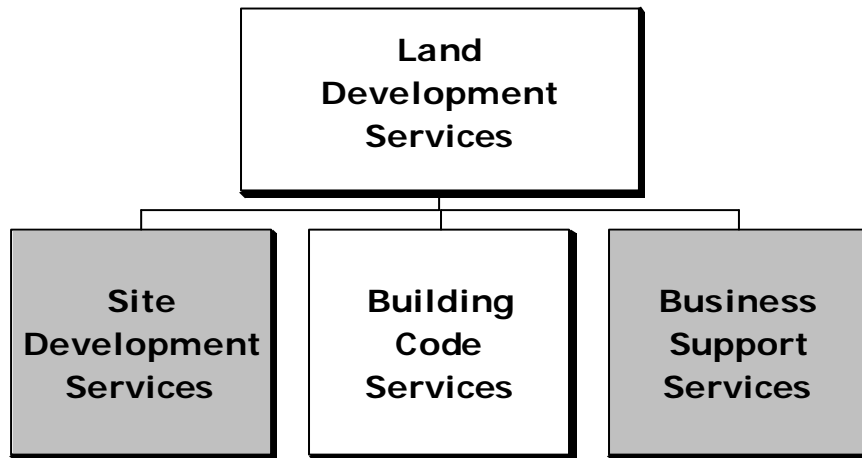 Land
Development
Services
Site
Development
Services
Building
Code
Services
Business
Support
Services